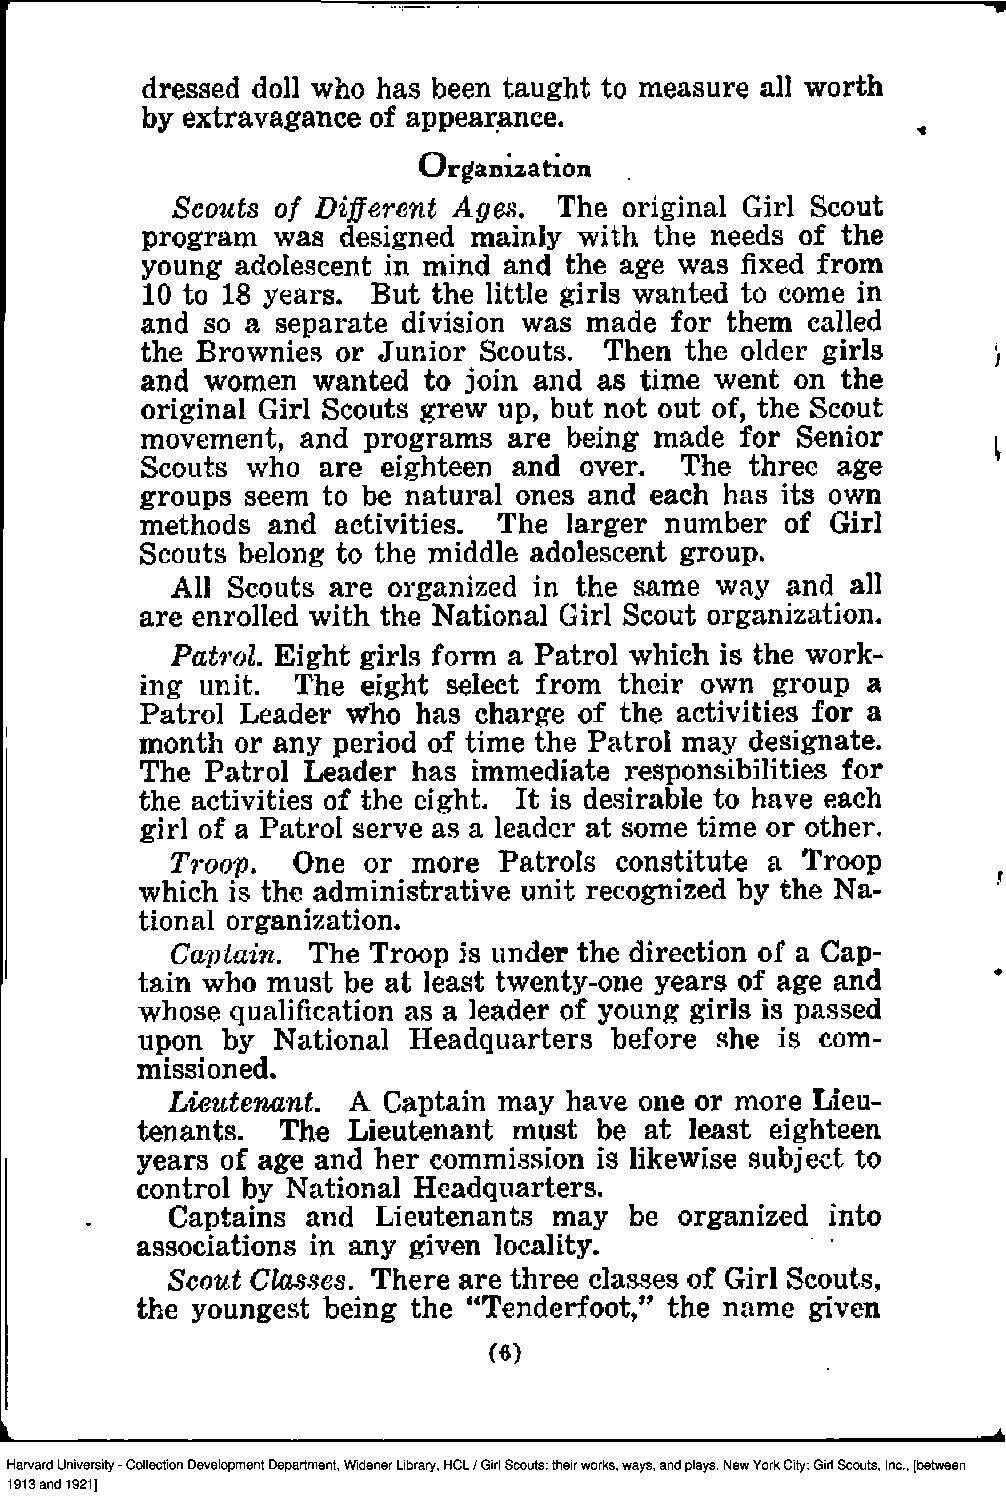 dressed doll who has been taught to measure all worth
by extravagance of appearance.
Organization
Scouts of Different Ages. The original Girl Scout
program was designed mainly with the needs of the
young adolescent in mind and the age was fixed from
10 to 18 years. But the little girls wanted to come in
and so a separate division was made for them called
the Brownies or Junior Scouts. Then the older girls
and women wanted to join and as time went on the
original Girl Scouts grew up, but not out of, the Scout
movement, and programs are being made for Senior
Scouts who are eighteen and over. The three age
groups seem to be natural ones and each has its own
methods and activities. The larger number of Girl
Scouts belong to the middle adolescent group.
All Scouts are organized in the same way and all
are enrolled with the National Girl Scout organization.
Patrol. Eight girls form a Patrol which is the work-
ing unit. The eight select from their own group a
Patrol Leader who has charge of the activities for a
month or any period of time the Patrol may designate.
The Patrol Leader has immediate responsibilities for
the activities of the eight. It is desirable to have each
girl of a Patrol serve as a leader at some time or other.
Troop. One or more Patrols constitute a Troop
which is the administrative unit recognized by the Na-
tional organization.
Captain. The Troop is under the direction of a Cap-
tain who must be at least twenty-one years of age and
whose qualification as a leader of young girls is passed
upon by National Headquarters before she is com-
missioned.
Lieutenant. A Captain may have one or more Lieu-
tenants. The Lieutenant must be at least eighteen
years of age and her commission is likewise subject to
control by National Headquarters.
Captains and Lieutenants may be organized into
associations in any given locality.
Scout Classes. There are three classes of Girl Scouts,
the youngest being the "Tenderfoot," the name given
(6)
Harvard University - Collection Development Department, Widener Library, HCL / Girl Scouts: their works, ways, and plays. New York City: Girl Scouts, Inc., [between
1913 and 1921]